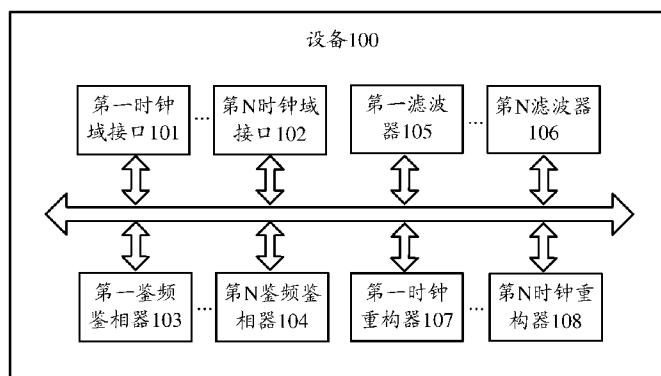 设备100
第一时钟域接口101
...
第N时钟域接口102
第一滤波器105
...
第N滤波器106
第一鉴频鉴相器103
...
第N鉴频鉴相器104
第一时钟重构器107
...
第N时钟重构器108